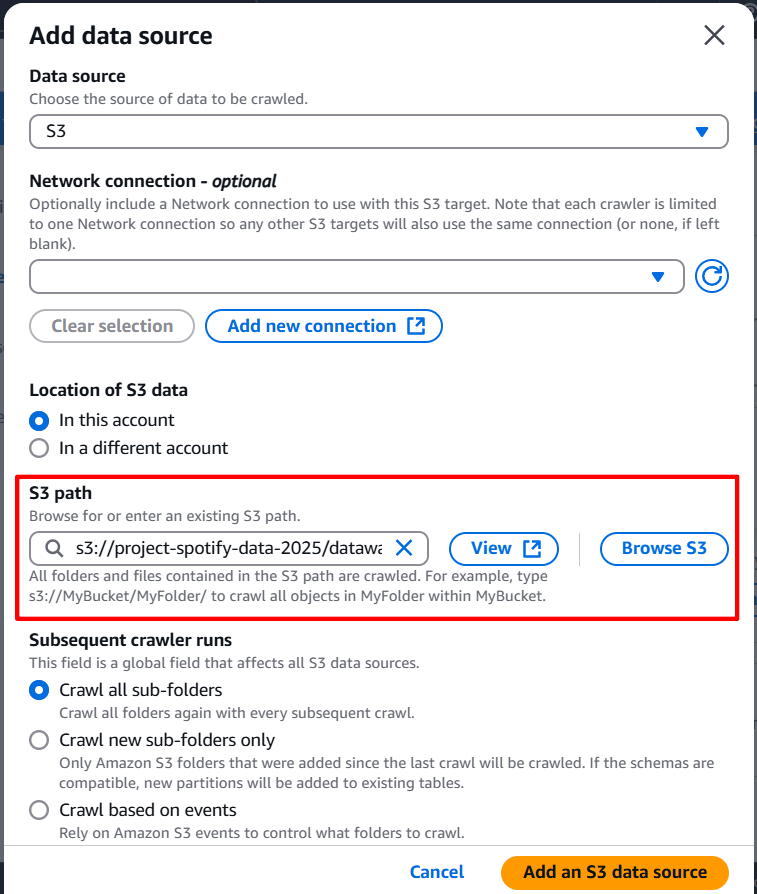 Add data source
Data source
Choose the source of data to be crawled.
S3
Network connection - optional
Optionally include a Network connection to use with this S3 target. Note that each crawler is limited
to one Network connection so any other S3 targets will also use the same connection (or none, if left
blank).
Clear selection
Add new connection
Location of S3 data
In this account
In a different account
S3 path
Browse for or enter an existing S3 path.
s3://project-spotify-data-2025/datawa
View
Browse S3
All folders and files contained in the S3 path are crawled. For example, type
s3://MyBucket/MyFolder/ to crawl all objects in MyFolder within MyBucket.
Subsequent crawler runs
This field is a global field that affects all S3 data sources.
Crawl all sub-folders
Crawl all folders again with every subsequent crawl.
Crawl new sub-folders only
Only Amazon S3 folders that were added since the last crawl will be crawled. If the schemas are
compatible, new partitions will be added to existing tables.
Crawl based on events
Rely on Amazon S3 events to control what folders to crawl.
Cancel
Add an S3 data source